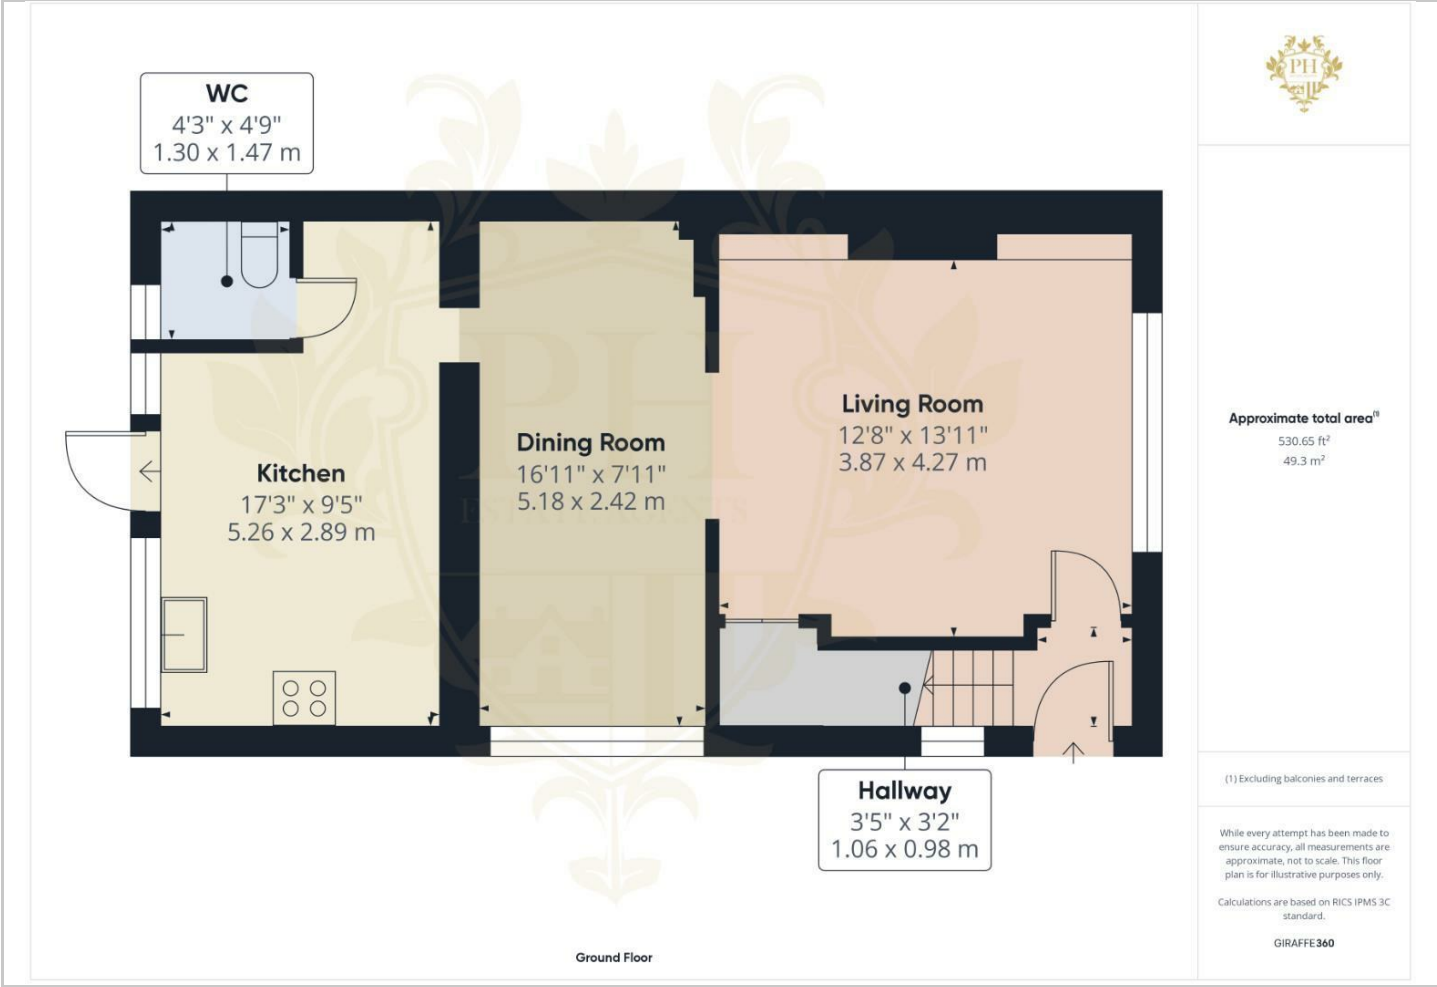 WC
4'3" x 4'9"
1.30 x 1.47 m
Kitchen
17'3" x 9'5"
5.26 x 2.89 m
Dining Room
16'11" x 7'11"
5.18 x 2.42 m
Living Room
12'8" x 13'11"
3.87 x 4.27 m
Hallway
3'5" x 3'2"
1.06 x 0.98 m
Ground Floor
PH
ESTATE AGENTS
PH
Approximate total area⁽¹⁾
530.65 ft²
49.3 m²
(1) Excluding balconies and terraces
While every attempt has been made to
ensure accuracy, all measurements are
approximate, not to scale. This floor
plan is for illustrative purposes only.
Calculations are based on RICS IPMS 3C
standard.
GIRAFFE360